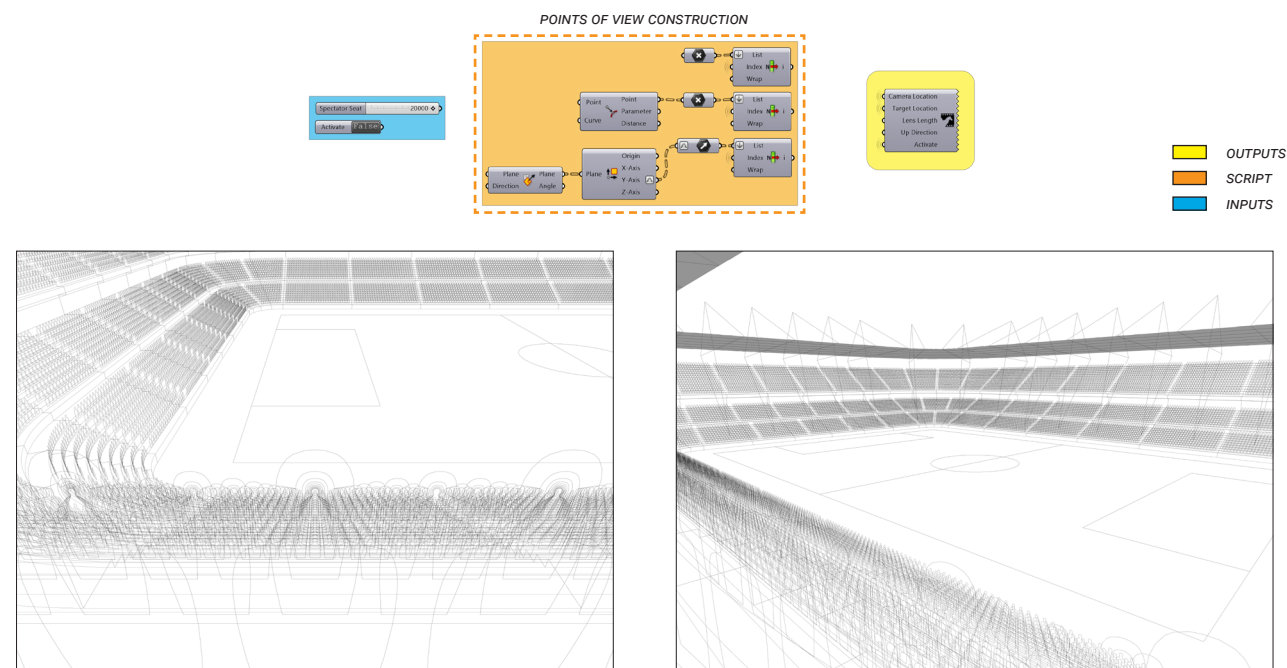 POINTS OF VIEW CONSTRUCTION
Spectator Seat 20000
Activate False
List
Index i
Wrap
Point Point
Parameter
Curve Distance
List
Index i
Wrap
Plane Plane
Direction Angle
Plane
Origin
X-Axis
Y-Axis
Z-Axis
List
Index i
Wrap
Camera Location
Target Location
Lens Length
Up Direction
Activate
OUTPUTS
SCRIPT
INPUTS